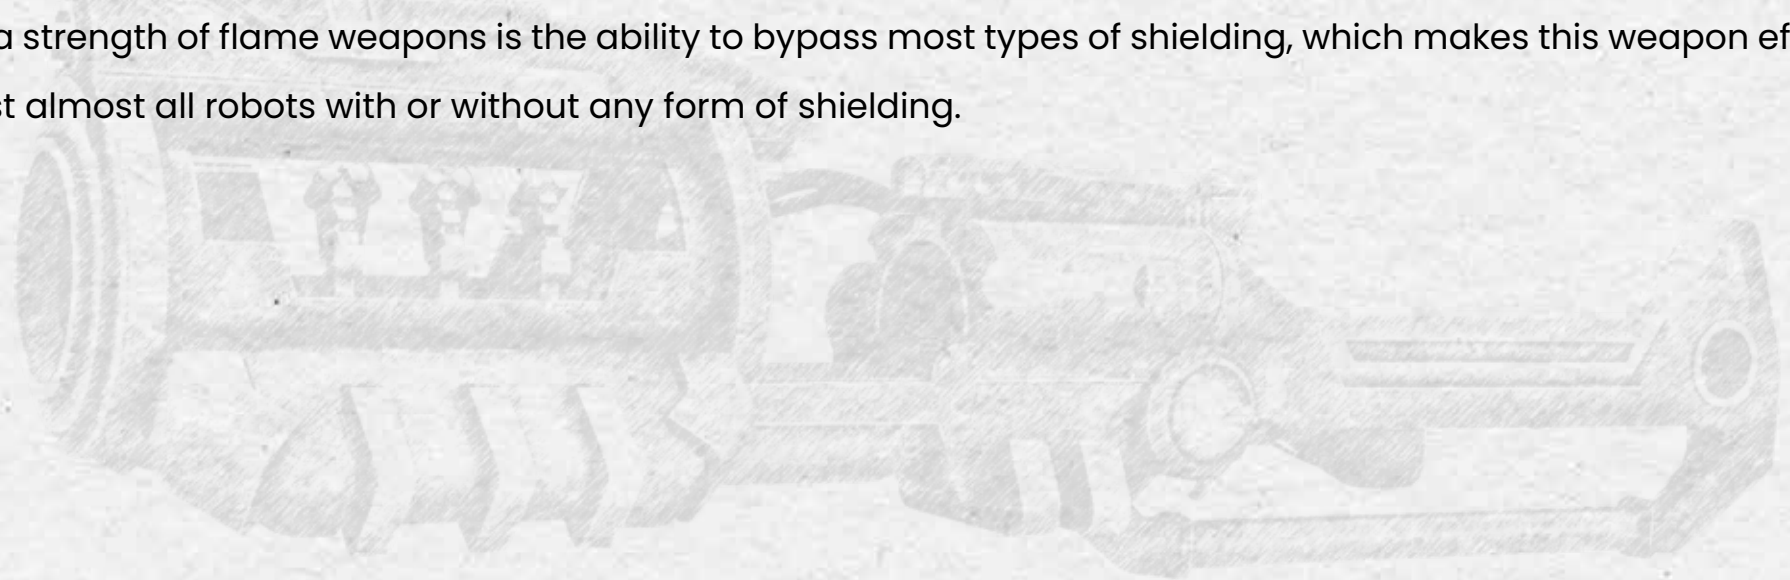 a strength of flame weapons is the ability to bypass most types of shielding, which makes this weapon ef
st almost all robots with or without any form of shielding.